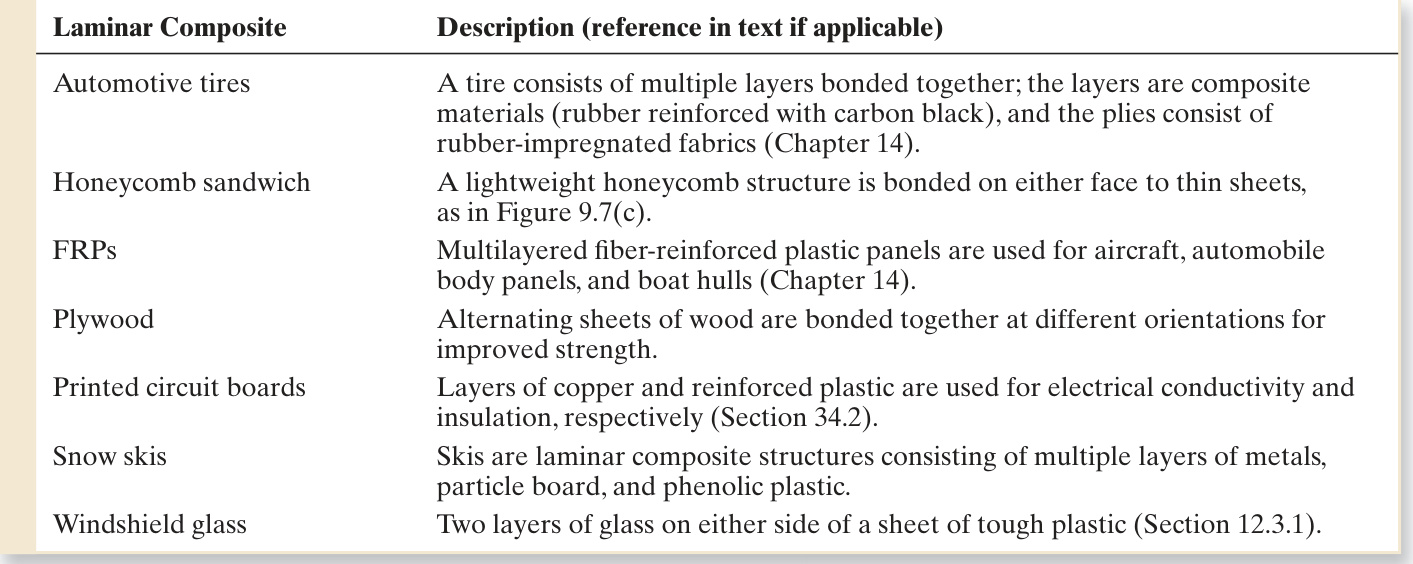 Laminar Composite Description (reference in text if applicable)
Automotive tires A tire consists of multiple layers bonded together; the layers are composite
materials (rubber reinforced with carbon black), and the plies consist of
rubber-impregnated fabrics (Chapter 14).
Honeycomb sandwich A lightweight honeycomb structure is bonded on either face to thin sheets,
as in Figure 9.7(c).
FRPs Multilayered fiber-reinforced plastic panels are used for aircraft, automobile
body panels, and boat hulls (Chapter 14).
Plywood Alternating sheets of wood are bonded together at different orientations for
improved strength.
Printed circuit boards Layers of copper and reinforced plastic are used for electrical conductivity and
insulation, respectively (Section 34.2).
Snow skis Skis are laminar composite structures consisting of multiple layers of metals,
particle board, and phenolic plastic.
Windshield glass Two layers of glass on either side of a sheet of tough plastic (Section 12.3.1).